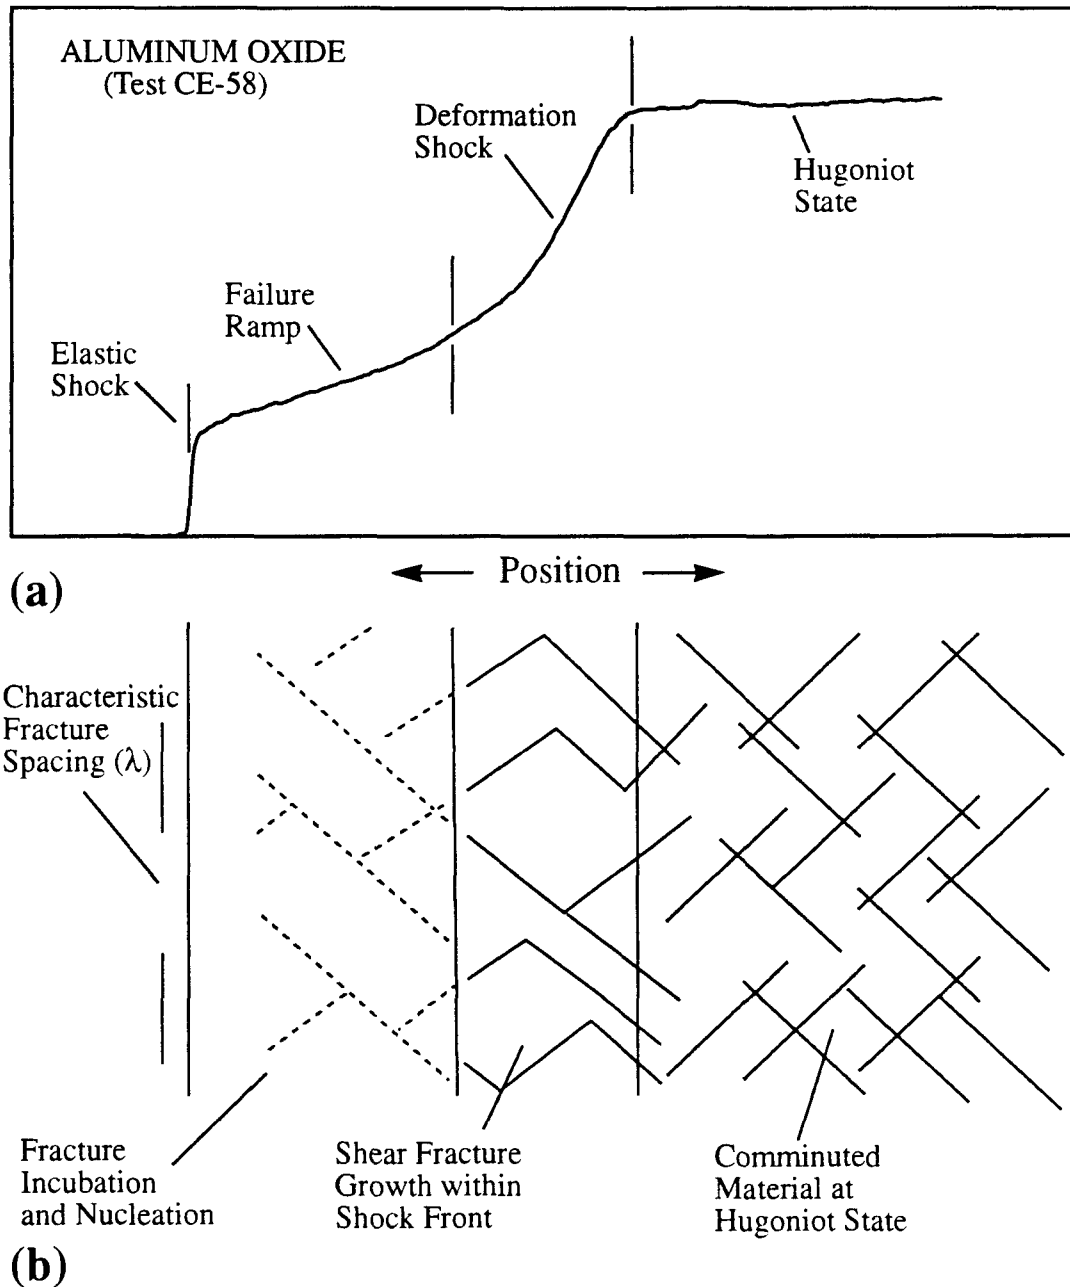 ALUMINUM OXIDE
(Test CE-58)
Deformation
Shock
Hugoniot
State
Failure
Ramp
Elastic
Shock
Position
(a)
Characteristic
Fracture
Spacing (λ)
Fracture
Incubation
and Nucleation
Shear Fracture
Growth within
Shock Front
Comminuted
Material at
Hugoniot State
(b)